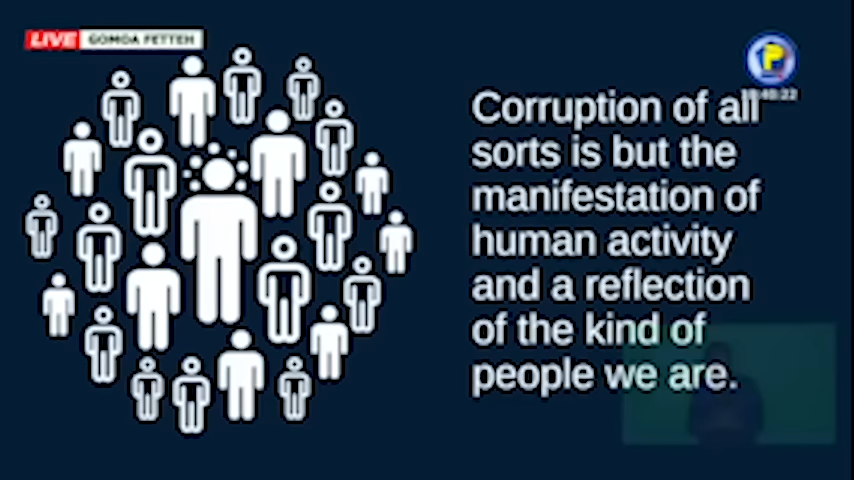 LIVE GOMOA FETTEH
P
Corruption of all
sorts is but the
manifestation of
human activity
and a reflection
of the kind of
people we are.